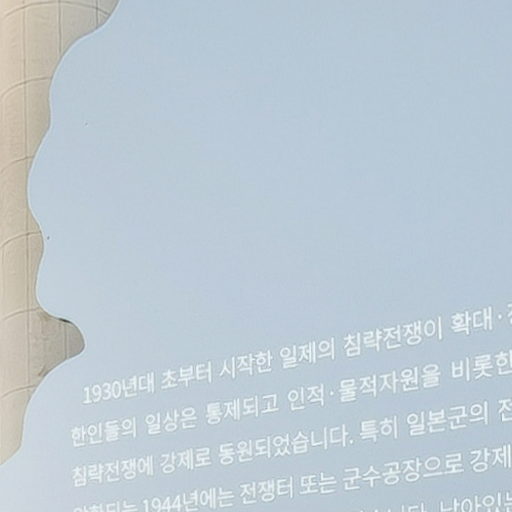 1930년대 초부터 시작한 일제의 침략전쟁이 확대·
한인들의 일상은 통제되고 인적·물적자원을 비롯한
침략전쟁에 강제로 동원되었습니다. 특히 일본군의
1944년에는 전쟁터 또는 군수공장으로 강제
남아있는